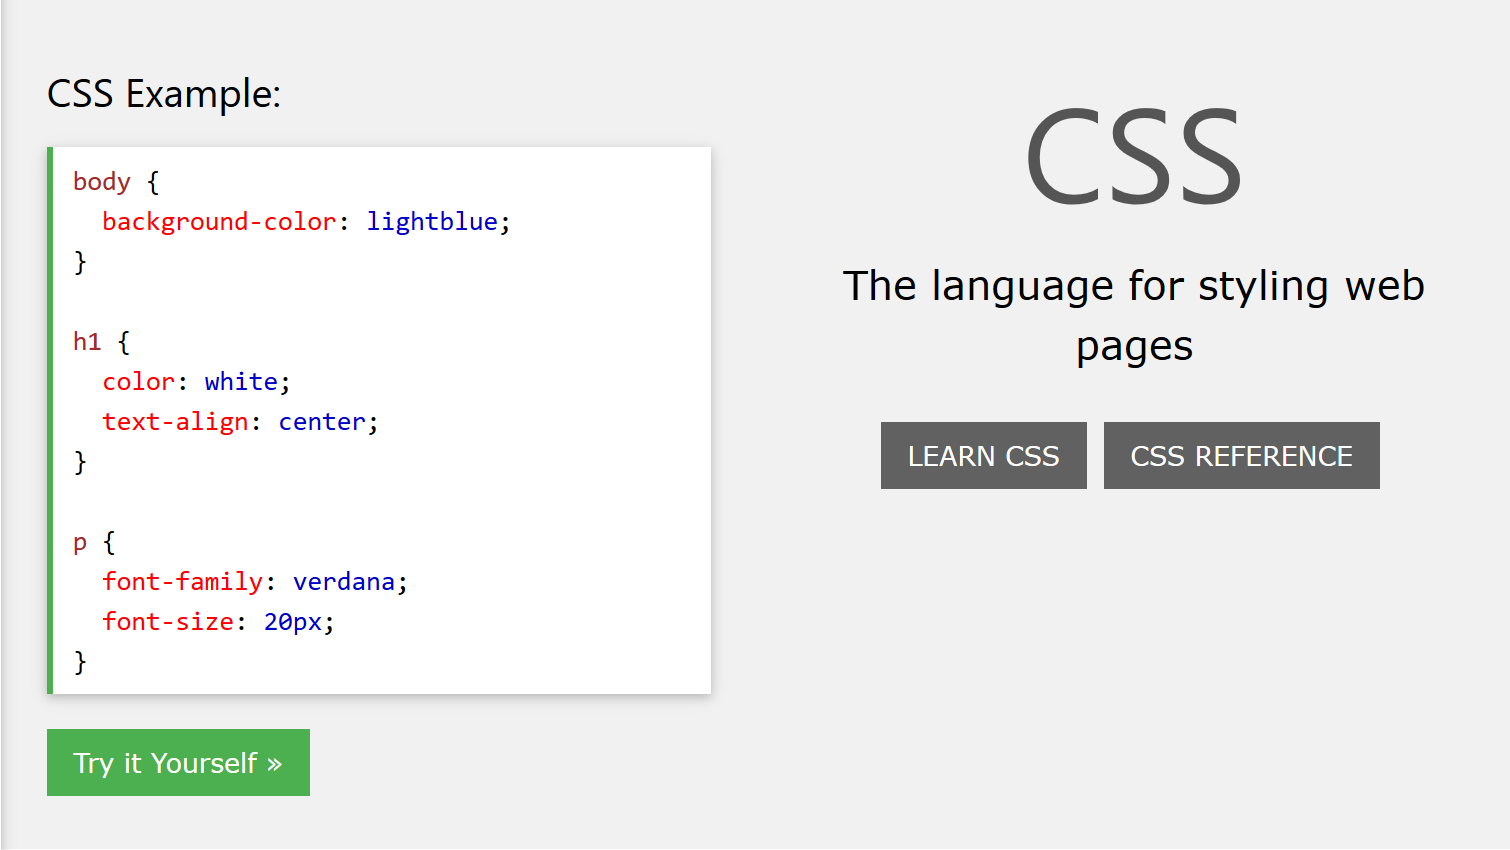 CSS Example:
body {
  background-color: lightblue;
}

h1 {
  color: white;
  text-align: center;
}

p {
  font-family: verdana;
  font-size: 20px;
}
Try it Yourself »
CSS
The language for styling web
pages
LEARN CSS
CSS REFERENCE